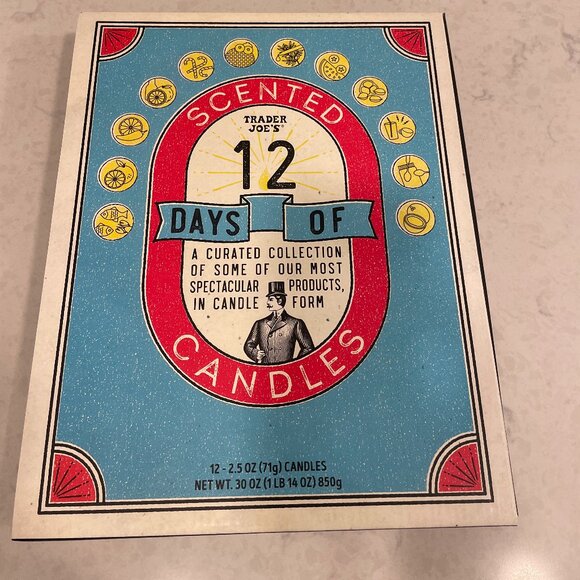 SCENTED
TRADER
JOE'S®
12
DAYS OF
A CURATED COLLECTION
OF SOME OF OUR MOST
SPECTACULAR PRODUCTS,
IN CANDLE FORM
CANDLES
12 - 2.5 OZ (71g) CANDLES
NET WT. 30 OZ (1 LB 14 OZ) 850g